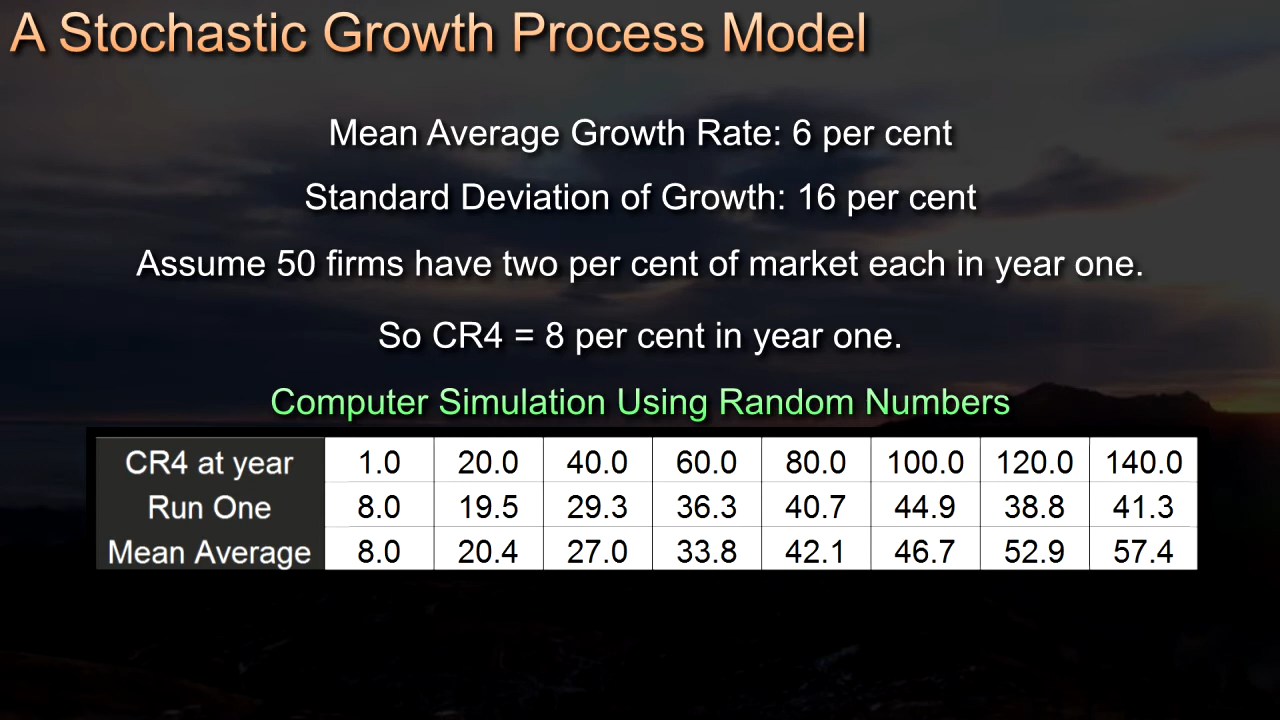 A Stochastic Growth Process Model
Mean Average Growth Rate: 6 per cent
Standard Deviation of Growth: 16 per cent
Assume 50 firms have two per cent of market each in year one.
So CR4 = 8 per cent in year one.
Computer Simulation Using Random Numbers
CR4 at year 1.0 20.0 40.0 60.0 80.0 100.0 120.0 140.0
Run One 8.0 19.5 29.3 36.3 40.7 44.9 38.8 41.3
Mean Average 8.0 20.4 27.0 33.8 42.1 46.7 52.9 57.4